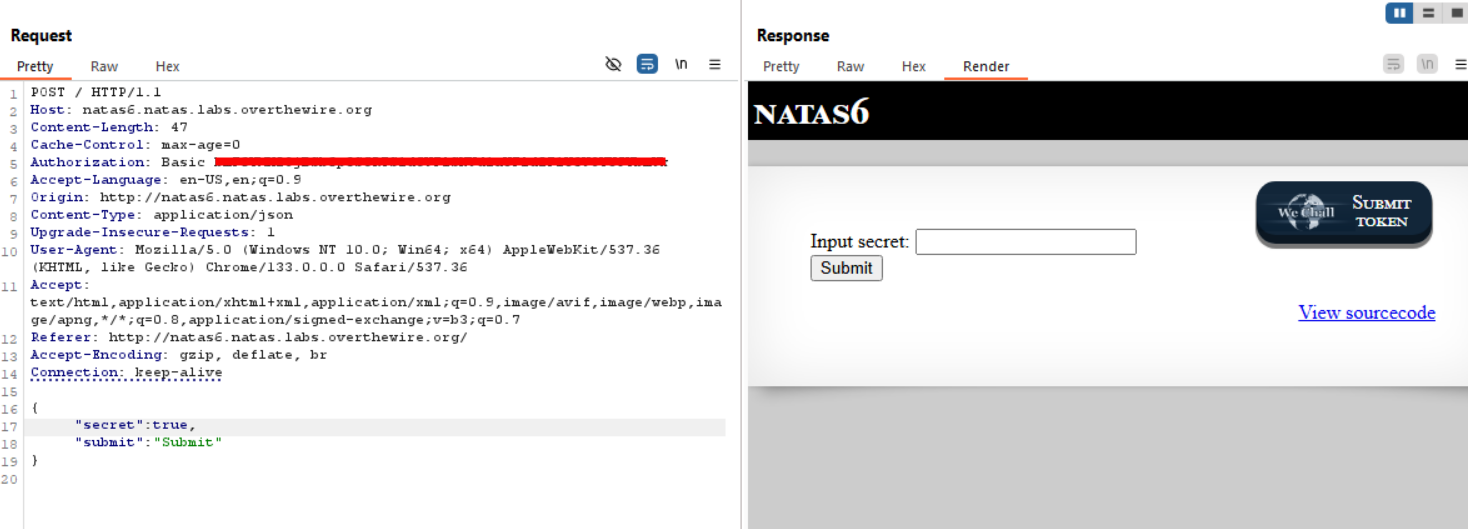 Request
Pretty Raw Hex
\n
1 POST / HTTP/1.1
2 Host: natas6.natas.labs.overthewire.org
3 Content-Length: 47
4 Cache-Control: max-age=0
5 Authorization: Basic
6 Accept-Language: en-US,en;q=0.9
7 Origin: http://natas6.natas.labs.overthewire.org
8 Content-Type: application/json
9 Upgrade-Insecure-Requests: 1
10 User-Agent: Mozilla/5.0 (Windows NT 10.0; Win64; x64) AppleWebKit/537.36
(KHTML, like Gecko) Chrome/133.0.0.0 Safari/537.36
11 Accept:
text/html,application/xhtml+xml,application/xml;q=0.9,image/avif,image/webp,ima
ge/apng,*/*;q=0.8,application/signed-exchange;v=b3;q=0.7
12 Referer: http://natas6.natas.labs.overthewire.org/
13 Accept-Encoding: gzip, deflate, br
14 Connection: keep-alive
15
16 {
17 "secret":true,
18 "submit":"Submit"
19 }
20
Response
Pretty Raw Hex Render
\n
NATAS6
We Chall
SUBMIT
TOKEN
Input secret:
Submit
View sourcecode